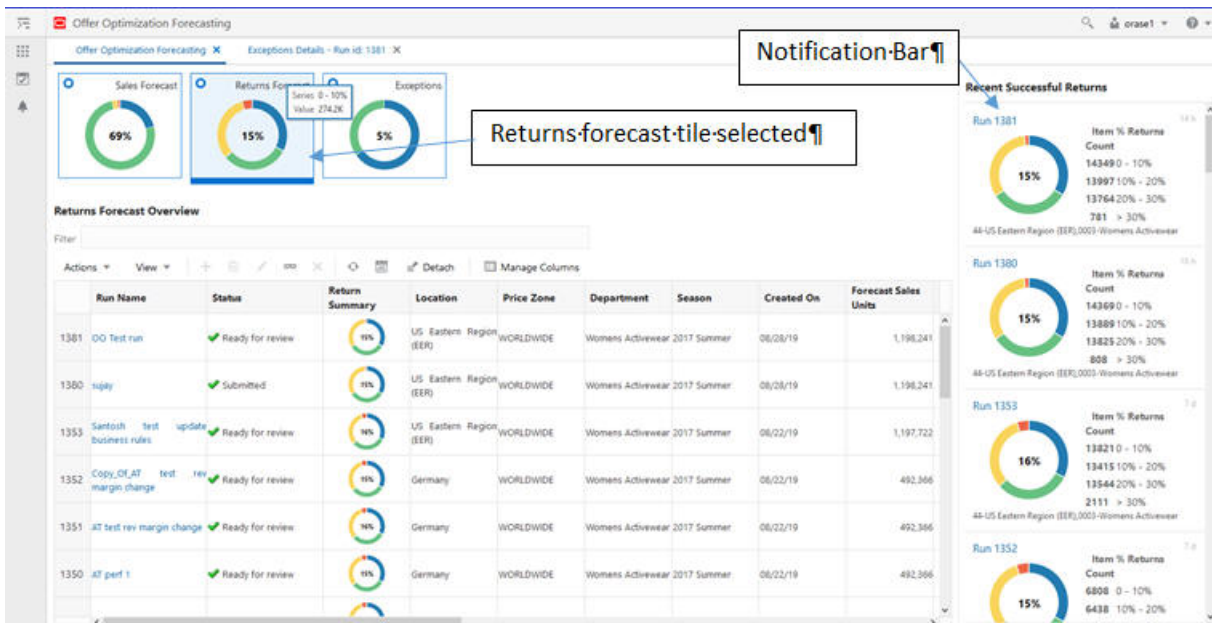 Offer Optimization Forecasting
orase1
Offer Optimization Forecasting X
Exceptions Details - Run id: 1381 X
Notification·Bar¶
Sales Forecast
69%
Returns Forecast
15%
Series 0 - 10%
Value 274.2K
Exceptions
5%
Returns·forecast·tile·selected¶
Returns Forecast Overview
Filter
Actions View Detach Manage Columns
Run Name Status Return Summary Location Price Zone Department Season Created On Forecast Sales Units
1381 OO Test run Ready for review 15% US Eastern Region (EER) WORLDWIDE Womens Activewear 2017 Summer 08/28/19 1,198,241
1380 sujay Submitted 15% US Eastern Region (EER) WORLDWIDE Womens Activewear 2017 Summer 08/28/19 1,198,241
1353 Santosh test update business rules Ready for review 16% US Eastern Region (EER) WORLDWIDE Womens Activewear 2017 Summer 08/22/19 1,197,722
1352 Copy_Of_AT test rev margin change Ready for review 15% Germany WORLDWIDE Womens Activewear 2017 Summer 08/22/19 492,366
1351 AT test rev margin change Ready for review 16% Germany WORLDWIDE Womens Activewear 2017 Summer 08/22/19 492,366
1350 AT perf 1 Ready for review 15% Germany WORLDWIDE Womens Activewear 2017 Summer 08/22/19 492,366
Recent Successful Returns
Run 1381
15%
Item % Returns
Count
14349 0 - 10%
13997 10% - 20%
13764 20% - 30%
781 > 30%
44-US Eastern Region (EER),0003-Womens Activewear
Run 1380
15%
Item % Returns
Count
14369 0 - 10%
13889 10% - 20%
13825 20% - 30%
808 > 30%
44-US Eastern Region (EER),0003-Womens Activewear
Run 1353
7 d
16%
Item % Returns
Count
13821 0 - 10%
13415 10% - 20%
13544 20% - 30%
2111 > 30%
44-US Eastern Region (EER),0003-Womens Activewear
Run 1352
7 d
15%
Item % Returns
Count
6808 0 - 10%
6438 10% - 20%